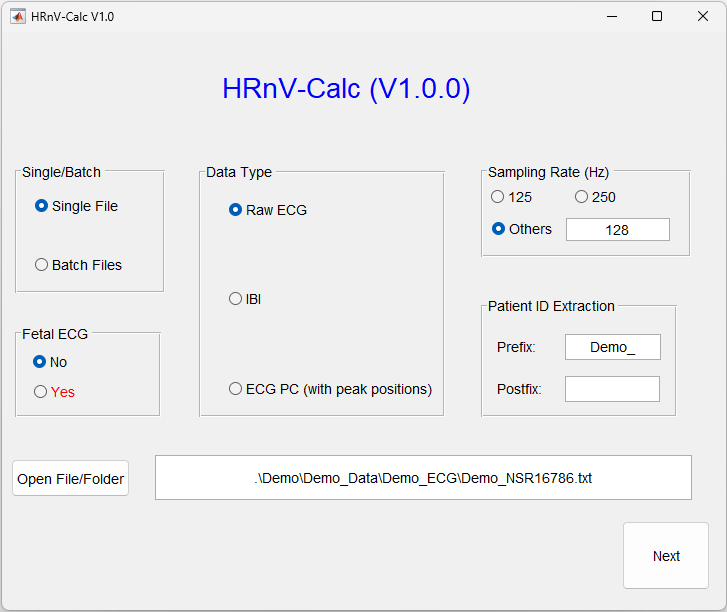 HRnV-Calc V1.0
HRnV-Calc (V1.0.0)
Single/Batch
Single File
Batch Files
Fetal ECG
No
Yes
Data Type
Raw ECG
IBI
ECG PC (with peak positions)
Sampling Rate (Hz)
125 250
Others 128
Patient ID Extraction
Prefix: Demo_
Postfix:
Open File/Folder .\Demo\Demo_Data\Demo_ECG\Demo_NSR16786.txt
Next